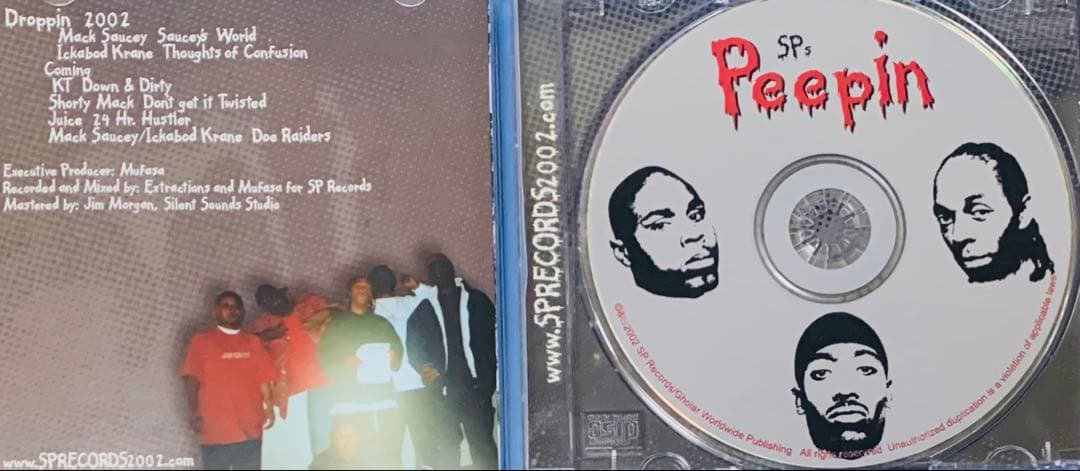 Droppin 2002
Mack Saucey Saucey's World
Ickabod Krane Thoughts of Confusion
Coming
KT Down & Dirty
Shorty Mack Dont get it Twisted
Juice 24 Hr. Hustler
Mack Saucey/Ickabod Krane Doe Raiders
Executive Producer: Mufasa
Recorded and Mixed by: Extractions and Mufasa for SP Records
Mastered by: Jim Morgan, Silent Sounds Studio
www.SPRECORDS2002.com
www.SPRECORDS2002.com
SPs
Peepin
©& 2002 SP Records/Gholar Worldwide Publishing All rights reserved Unauthorized duplication is a violation of applicable laws